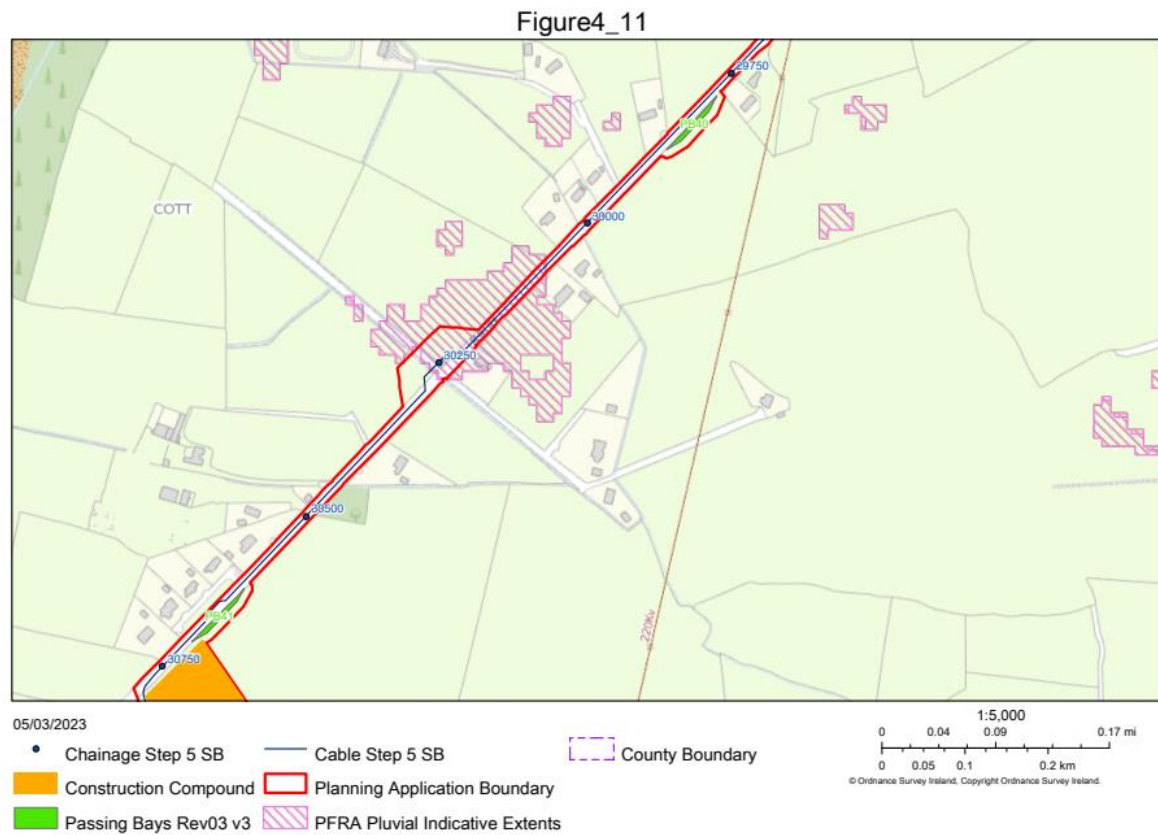 Figure4_11
29750
PB40
COTT
30000
30250
30500
PB41
220Kv
30750
05/03/2023
1:5,000
0 0.04 0.09 0.17 mi
0 0.05 0.1 0.2 km
© Ordnance Survey Ireland, Copyright Ordnance Survey Ireland.
Chainage Step 5 SB
Cable Step 5 SB
County Boundary
Construction Compound
Planning Application Boundary
Passing Bays Rev03 v3
PFRA Pluvial Indicative Extents